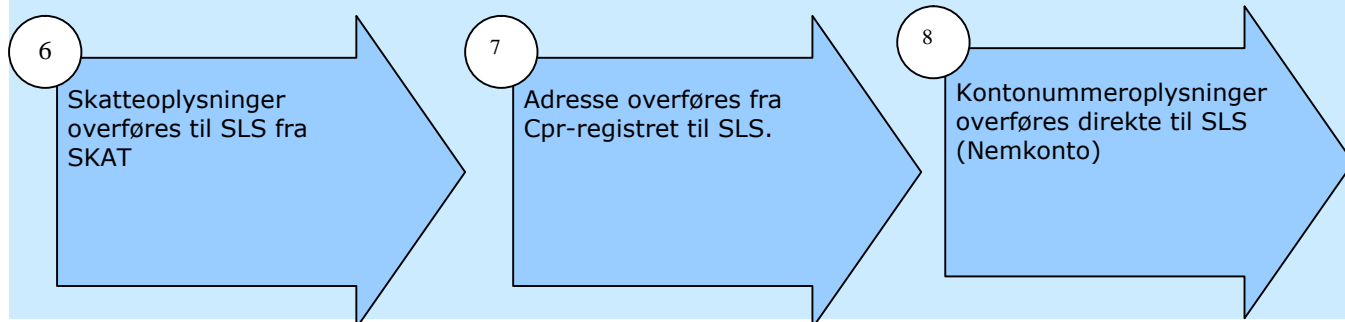 6
Skatteoplysninger
overføres til SLS fra
SKAT
7
Adresse overføres fra
Cpr-registret til SLS.
8
Kontonummeroplysninger
overføres direkte til SLS
(Nemkonto)